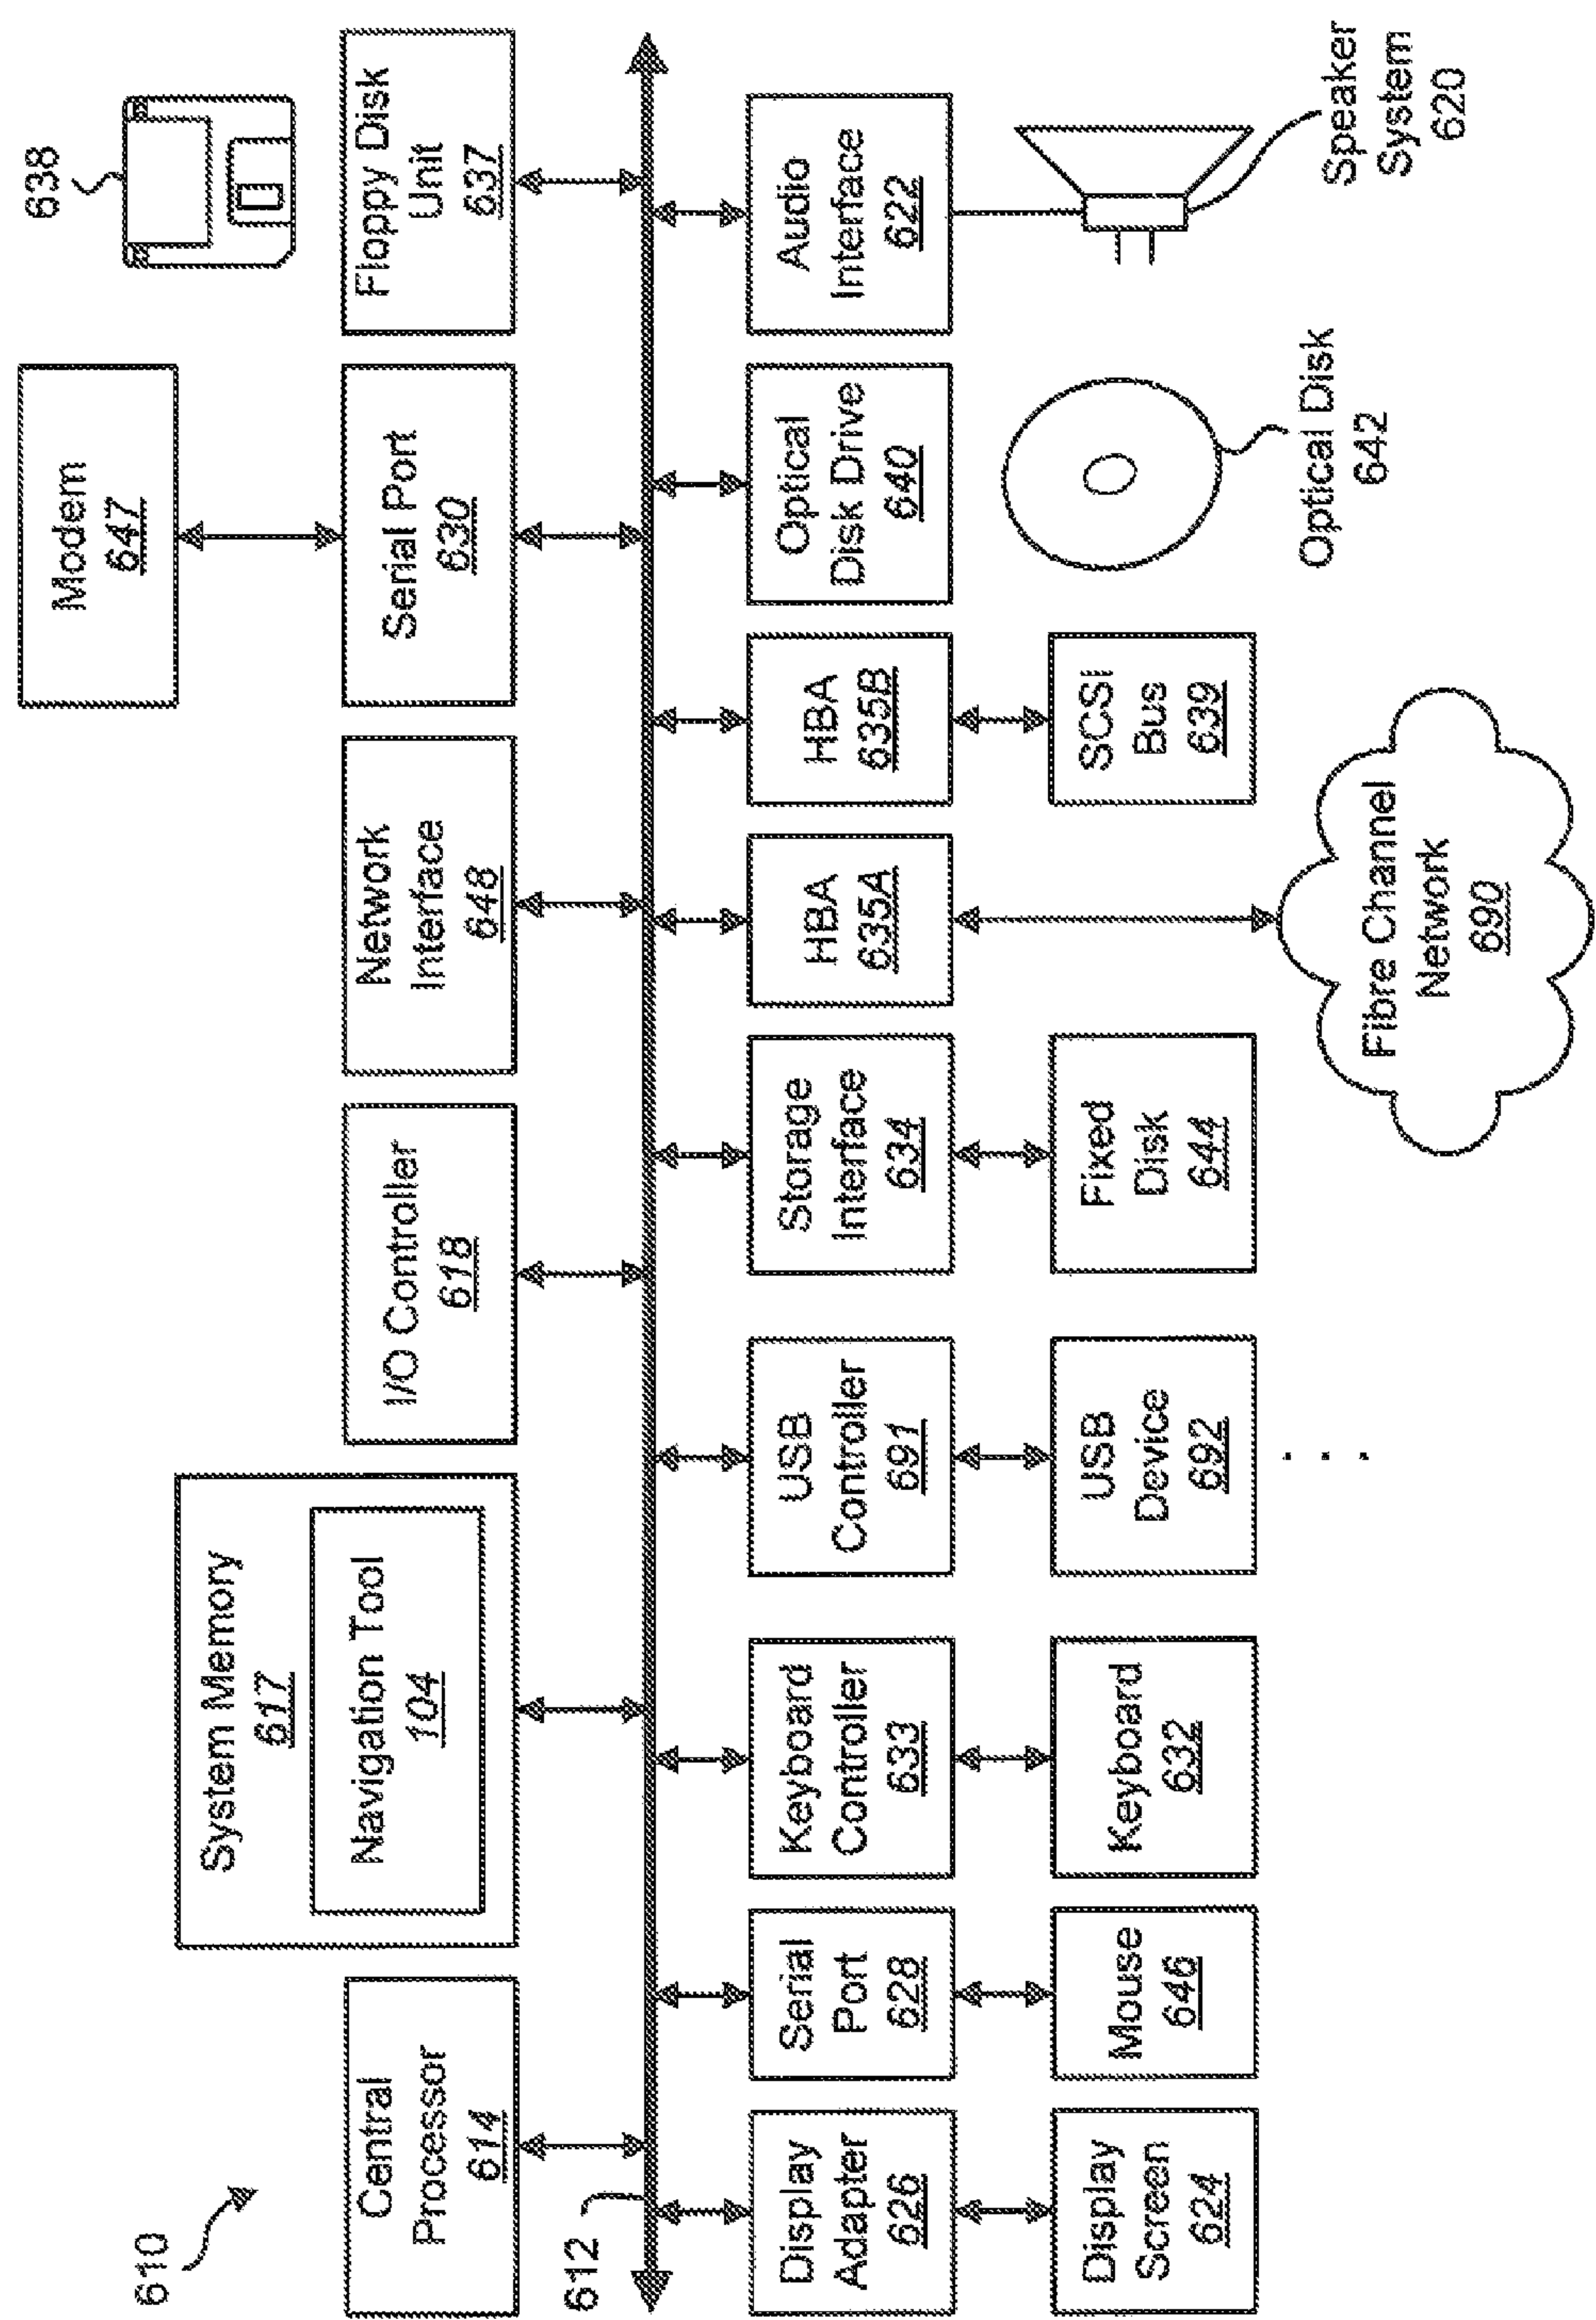 610
Central
Processor
614
System Memory
617
Navigation Tool
104
I/O Controller
618
Network
Interface
648
Modem
647
Serial Port
630
638
Floppy Disk
Unit
637
612
Display
Adapter
626
Serial
Port
628
Keyboard
Controller
633
USB
Controller
691
Storage
Interface
634
HBA
635A
HBA
635B
Optical
Disk Drive
640
Audio
Interface
622
Display
Screen
624
Mouse
646
Keyboard
632
USB
Device
692
. . .
Fixed
Disk
644
Fibre Channel
Network
690
SCSI
Bus
639
Optical Disk
642
Speaker
System
620